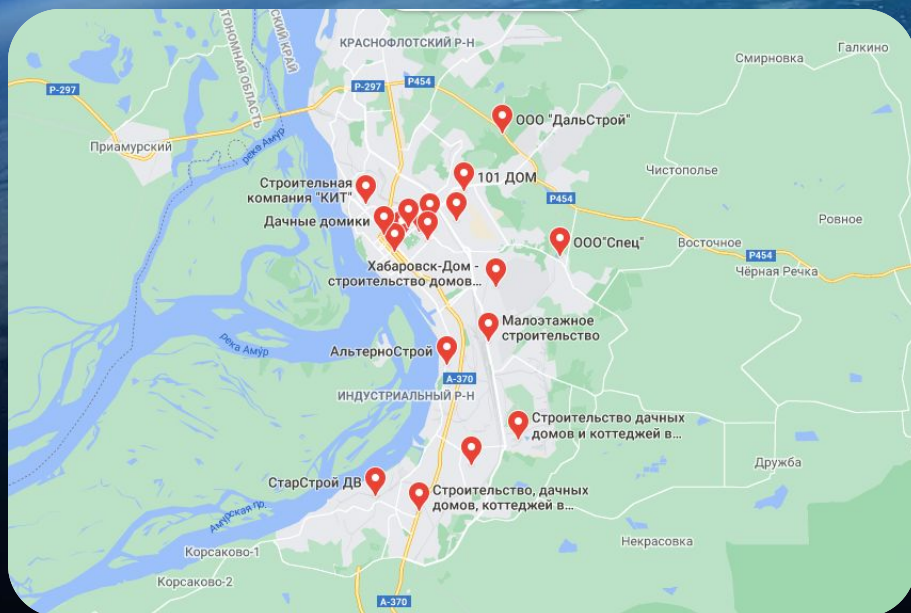 КРАСНОФЛОТСКИЙ Р-Н
СКИЙ КРАЙ
ТОНОМНАЯ ОБЛАСТЬ
Галкино
Смирновка
P-297
P-297
P454
Приамурский
река Амур
ООО "ДальСтрой"
101 ДОМ
Чистополье
Строительная
компания "КИТ"
P454
Дачные домики
Ровное
ООО"Спец"
Восточное
P454
Чёрная Речка
Хабаровск-Дом -
строительство домов...
Малоэтажное
строительство
река Амур
АльтерноСтрой
A-370
ИНДУСТРИАЛЬНЫЙ Р-Н
Строительство дачных
домов и коттеджей в...
Дружба
СтарСтрой ДВ
Строительство, дачных
домов, коттеджей в...
Амурская пр.
Некрасовка
Корсаково-1
Корсаково-2
A-370